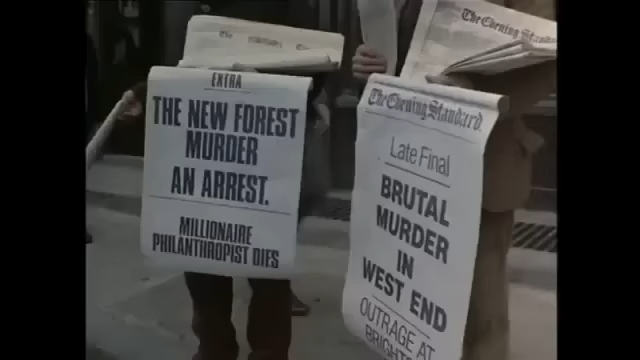 EXTRA
THE NEW FOREST
MURDER
AN ARREST.
MILLIONAIRE
PHILANTHROPIST DIES
The Evening Standard
The Evening Standard.
Late Final
BRUTAL
MURDER
IN
WEST END
OUTRAGE AT